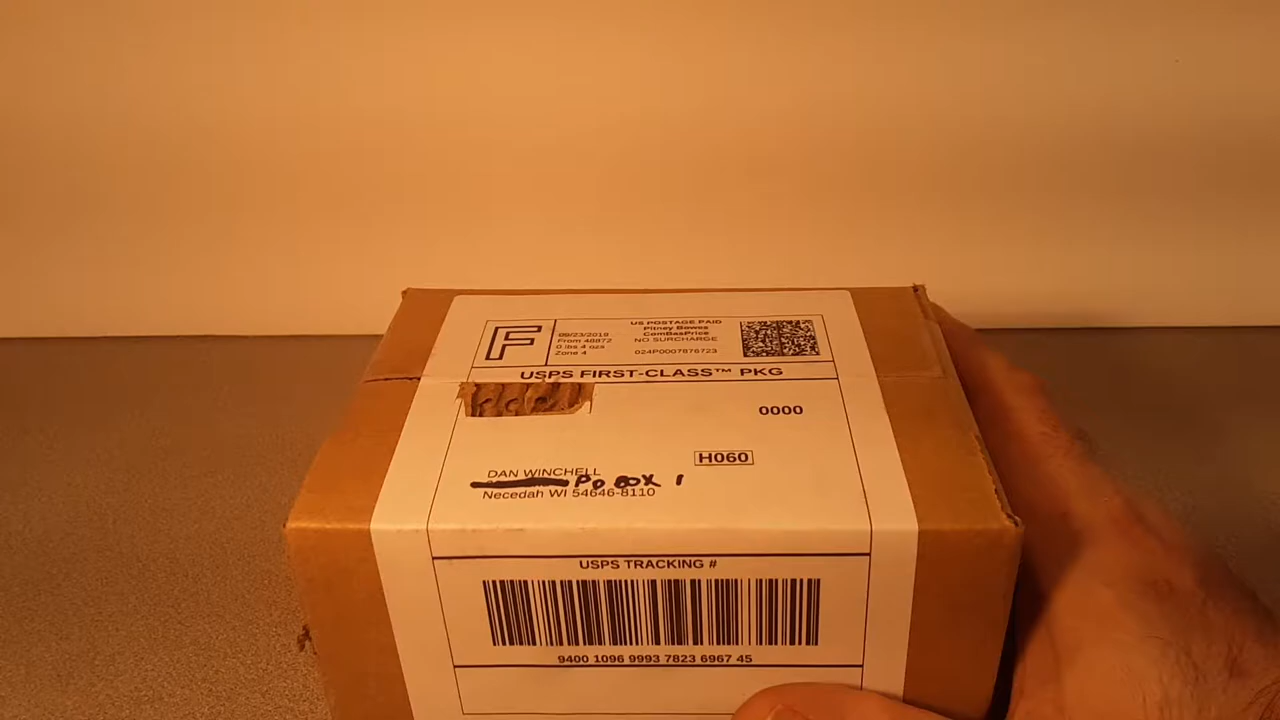 F
09/23/2019
From 48872
0 lbs 4 ozs
Zone 4
US POSTAGE PAID
Pitney Bowes
ComBasPrice
NO SURCHARGE
024P0007876723
USPS FIRST-CLASS™ PKG
0000
H060
DAN WINCHELL
PO BOX 1
Necedah WI 54646-8110
USPS TRACKING #
9400 1096 9993 7823 6967 45